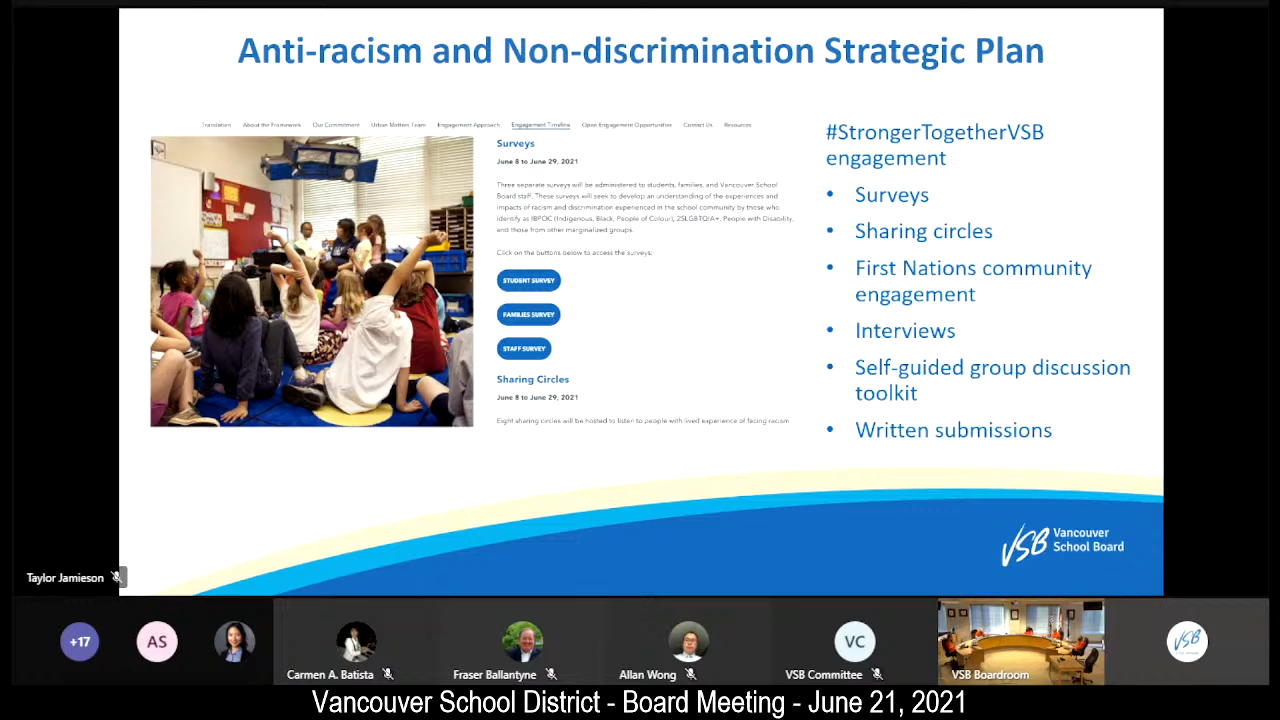 Anti-racism and Non-discrimination Strategic Plan
Translation About the Framework Our Commitment Urban Matters Team Engagement Approach Engagement Timeline Open Engagement Opportunities Contact Us Resources
Surveys
June 8 to June 29, 2021
Three separate surveys will be administered to students, families, and Vancouver School
Board staff. These surveys will seek to develop an understanding of the experiences and
impacts of racism and discrimination experienced in the school community by those who
identify as IBPOC (Indigenous, Black, People of Colour), 2SLGBTQIA+, People with Disability,
and those from other marginalized groups.
Click on the buttons below to access the surveys:
STUDENT SURVEY
FAMILIES SURVEY
STAFF SURVEY
Sharing Circles
June 8 to June 29, 2021
Eight sharing circles will be hosted to listen to people with lived experience of facing racism
#StrongerTogetherVSB
engagement
• Surveys
• Sharing circles
• First Nations community
engagement
• Interviews
• Self-guided group discussion
toolkit
• Written submissions
VSB Vancouver
School Board
Taylor Jamieson
+17
AS
Carmen A. Batista
Fraser Ballantyne
Allan Wong
VC
VSB Committee
VSB Boardroom
VSB
Vancouver School District - Board Meeting - June 21, 2021